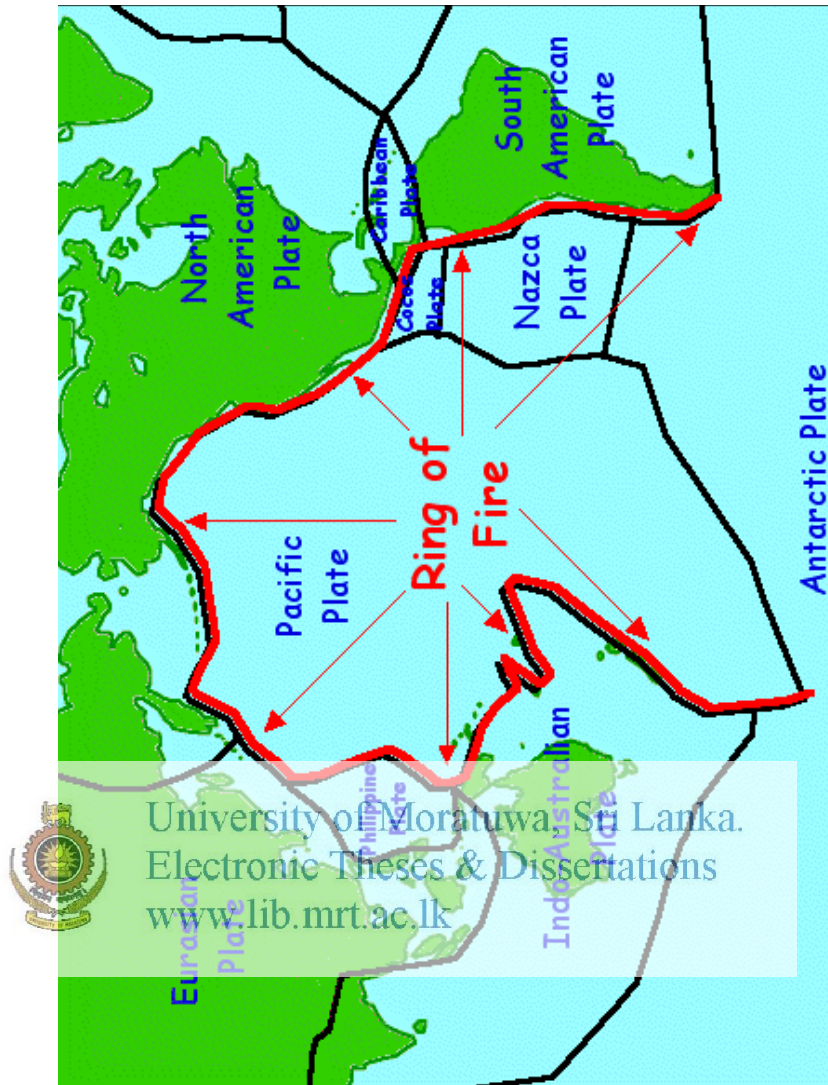 North
American
Plate
Caribbean
Plate
South
American
Plate
Cocos
Plate
Nazca
Plate
Pacific
Plate
Ring of
Fire
Antarctic Plate
Philippine
Plate
Indo-Australian
Plate
Eurasian
Plate
University of Moratuwa, Sri Lanka.
Electronic Theses & Dissertations
www.lib.mrt.ac.lk